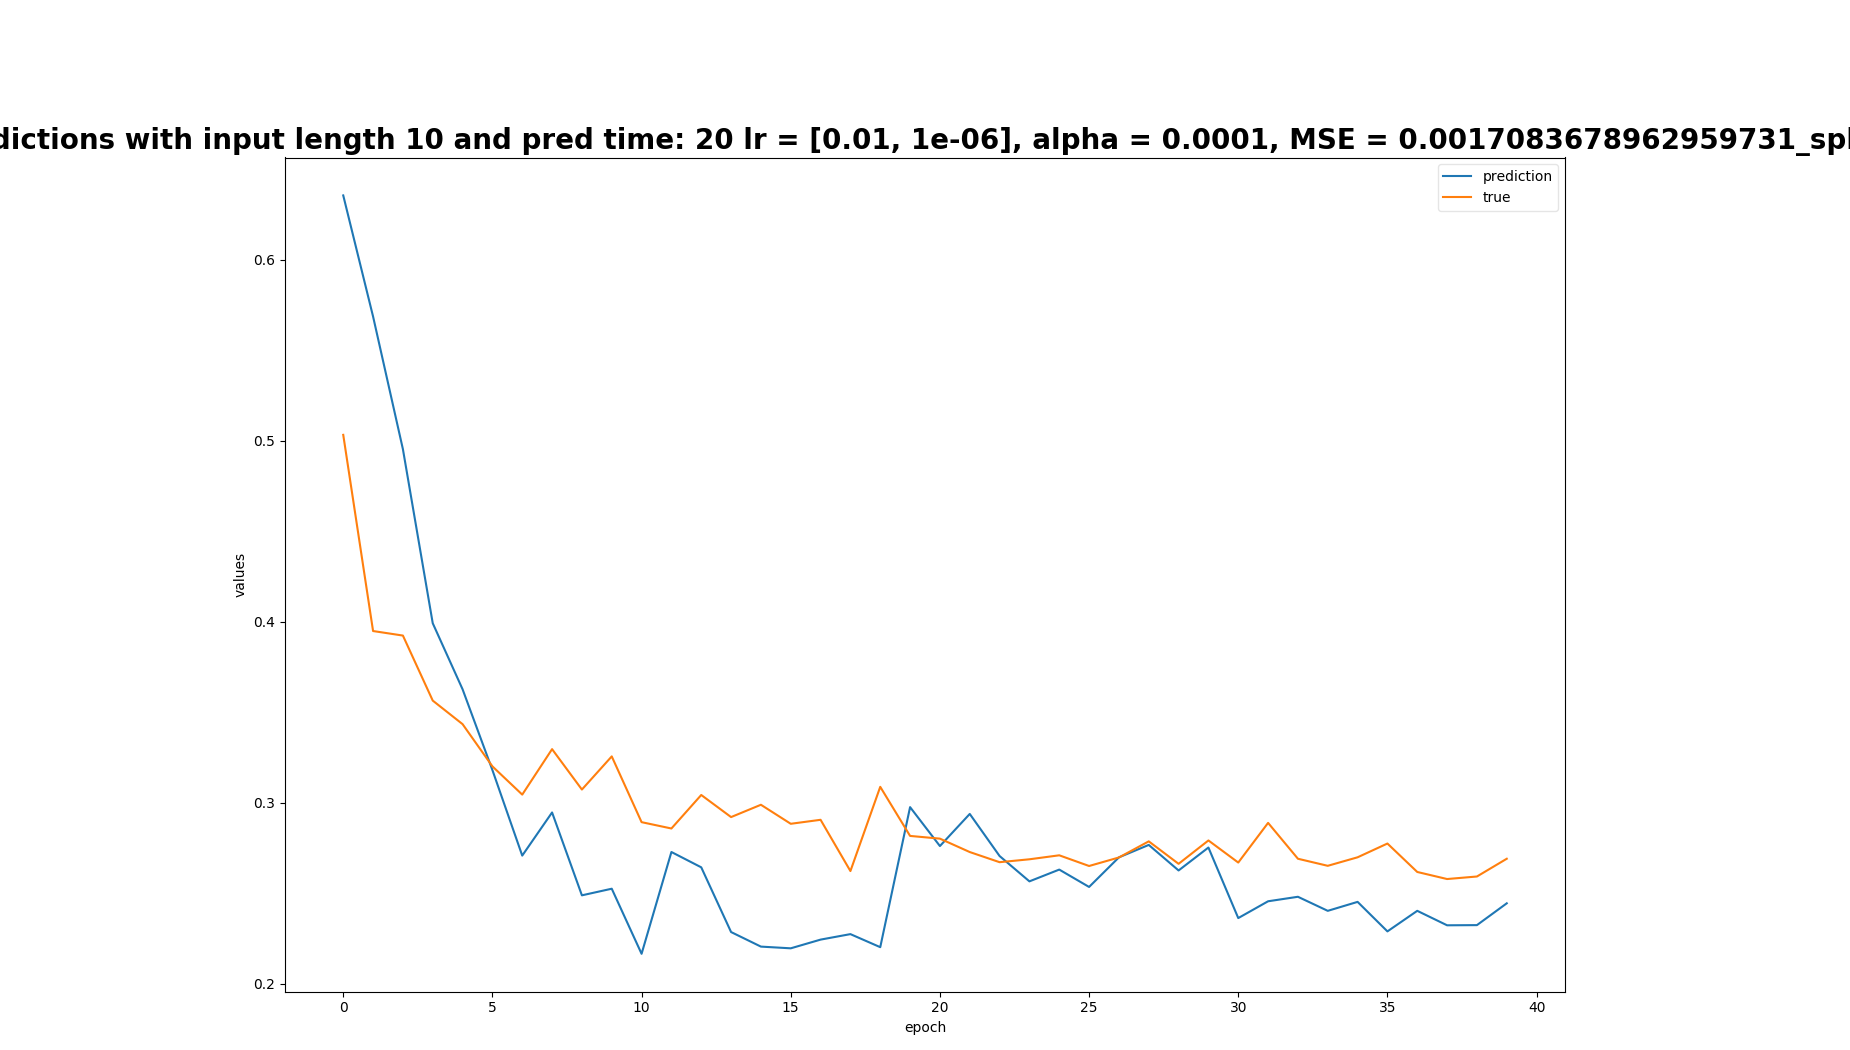 dictions with input length 10 and pred time: 20 lr = [0.01, 1e-06], alpha = 0.0001, MSE = 0.0017083678962959731_spl
prediction
true
0.6
0.5
0.4
0.3
0.2
values
0 5 10 15 20 25 30 35 40
epoch